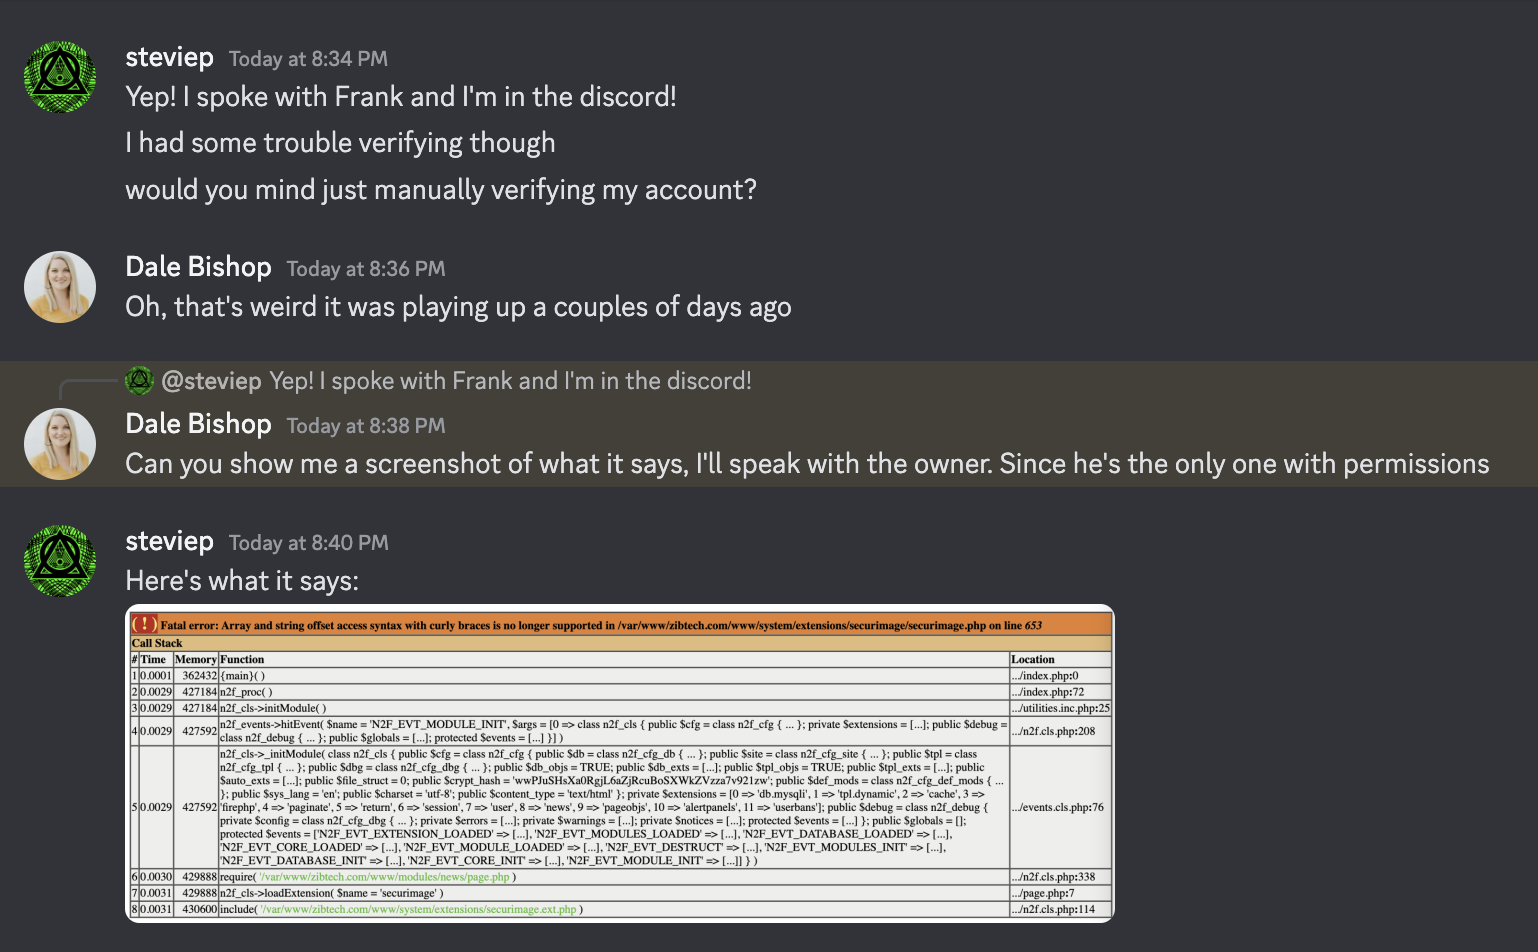 steviep Today at 8:34 PM
Yep! I spoke with Frank and I'm in the discord!
I had some trouble verifying though
would you mind just manually verifying my account?
Dale Bishop Today at 8:36 PM
Oh, that's weird it was playing up a couples of days ago
@steviep Yep! I spoke with Frank and I'm in the discord!
Dale Bishop Today at 8:38 PM
Can you show me a screenshot of what it says, I'll speak with the owner. Since he's the only one with permissions
steviep Today at 8:40 PM
Here's what it says:
( ! ) Fatal error: Array and string offset access syntax with curly braces is no longer supported in /var/www/zibtech.com/www/system/extensions/securimage/securimage.php on line 653
Call Stack
# Time Memory Function Location
1 0.0001 362432 {main}( ) .../index.php:0
2 0.0029 427184 n2f_proc( ) .../index.php:72
3 0.0029 427184 n2f_cls->initModule( ) .../utilities.inc.php:25
4 0.0029 427592 n2f_events->hitEvent( $name = 'N2F_EVT_MODULE_INIT', $args = [0 => class n2f_cls { public $cfg = class n2f_cfg { ... }; private $extensions = [...]; public $debug =
class n2f_debug { ... }; public $globals = [...]; protected $events = [...] }] ) .../n2f.cls.php:208
n2f_cls->_initModule( class n2f_cls { public $cfg = class n2f_cfg { public $db = class n2f_cfg_db { ... }; public $site = class n2f_cfg_site { ... }; public $tpl = class
n2f_cfg_tpl { ... }; public $dbg = class n2f_cfg_dbg { ... }; public $db_objs = TRUE; public $db_exts = [...]; public $tpl_objs = TRUE; public $tpl_exts = [...]; public
$auto_exts = [...]; public $file_struct = 0; public $crypt_hash = 'wwPJuSHsXa0RgjL6aZjRcuBoSXWkZVzza7v921zw'; public $def_mods = class n2f_cfg_def_mods { ...
}; public $sys_lang = 'en'; public $charset = 'utf-8'; public $content_type = 'text/html' }; private $extensions = [0 => 'db.mysqli', 1 => 'tpl.dynamic', 2 => 'cache', 3 =>
5 0.0029 427592 'firephp', 4 => 'paginate', 5 => 'return', 6 => 'session', 7 => 'user', 8 => 'news', 9 => 'pageobjs', 10 => 'alertpanels', 11 => 'userbans']; public $debug = class n2f_debug { .../events.cls.php:76
private $config = class n2f_cfg_dbg { ... }; private $errors = [...]; private $warnings = [...]; private $notices = [...]; protected $events = [...] }; public $globals = [];
protected $events = ['N2F_EVT_EXTENSION_LOADED' => [...], 'N2F_EVT_MODULES_LOADED' => [...], 'N2F_EVT_DATABASE_LOADED' => [...],
'N2F_EVT_CORE_LOADED' => [...], 'N2F_EVT_MODULE_LOADED' => [...], 'N2F_EVT_DESTRUCT' => [...], 'N2F_EVT_MODULES_INIT' => [...],
'N2F_EVT_DATABASE_INIT' => [...], 'N2F_EVT_CORE_INIT' => [...], 'N2F_EVT_MODULE_INIT' => [...]] } )
6 0.0030 429888 require( '/var/www/zibtech.com/www/modules/news/page.php ) .../n2f.cls.php:338
7 0.0031 429888 n2f_cls->loadExtension( $name = 'securimage' ) .../page.php:7
8 0.0031 430600 include( '/var/www/zibtech.com/www/system/extensions/securimage.ext.php ) .../n2f.cls.php:114